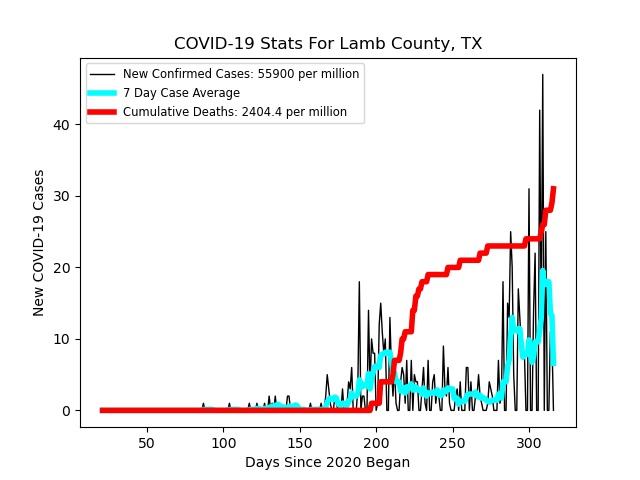 COVID-19 Stats For Lamb County, TX
New Confirmed Cases: 55900 per million
7 Day Case Average
Cumulative Deaths: 2404.4 per million
New COVID-19 Cases
40
30
20
10
0
50 100 150 200 250 300
Days Since 2020 Began